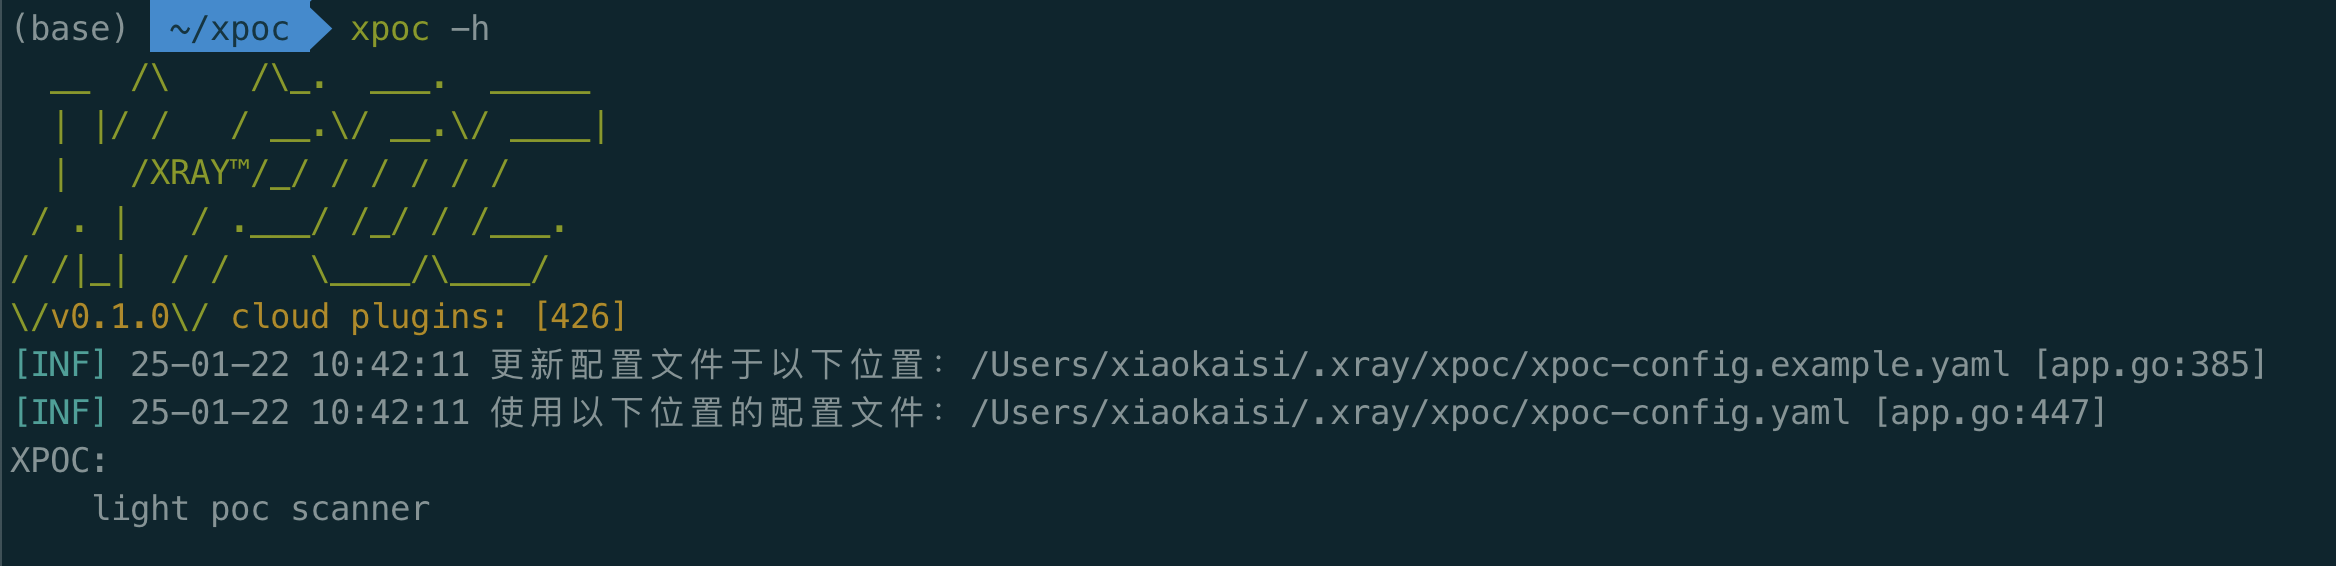 (base) ~/xpoc xpoc -h
   __  /\    /\_.  ___.  _____
   | |/ /   / __.\/ __.\/ ____|
   |   /XRAY™/_/ / / / / /
 / . |   / .___/ /_/ / /___.
/ /|_|  / /    \____/\____/
\/v0.1.0\/ cloud plugins: [426]
[INF] 25-01-22 10:42:11 更新配置文件于以下位置: /Users/xiaokaisi/.xray/xpoc/xpoc-config.example.yaml [app.go:385]
[INF] 25-01-22 10:42:11 使用以下位置的配置文件: /Users/xiaokaisi/.xray/xpoc/xpoc-config.yaml [app.go:447]
XPOC:
    light poc scanner